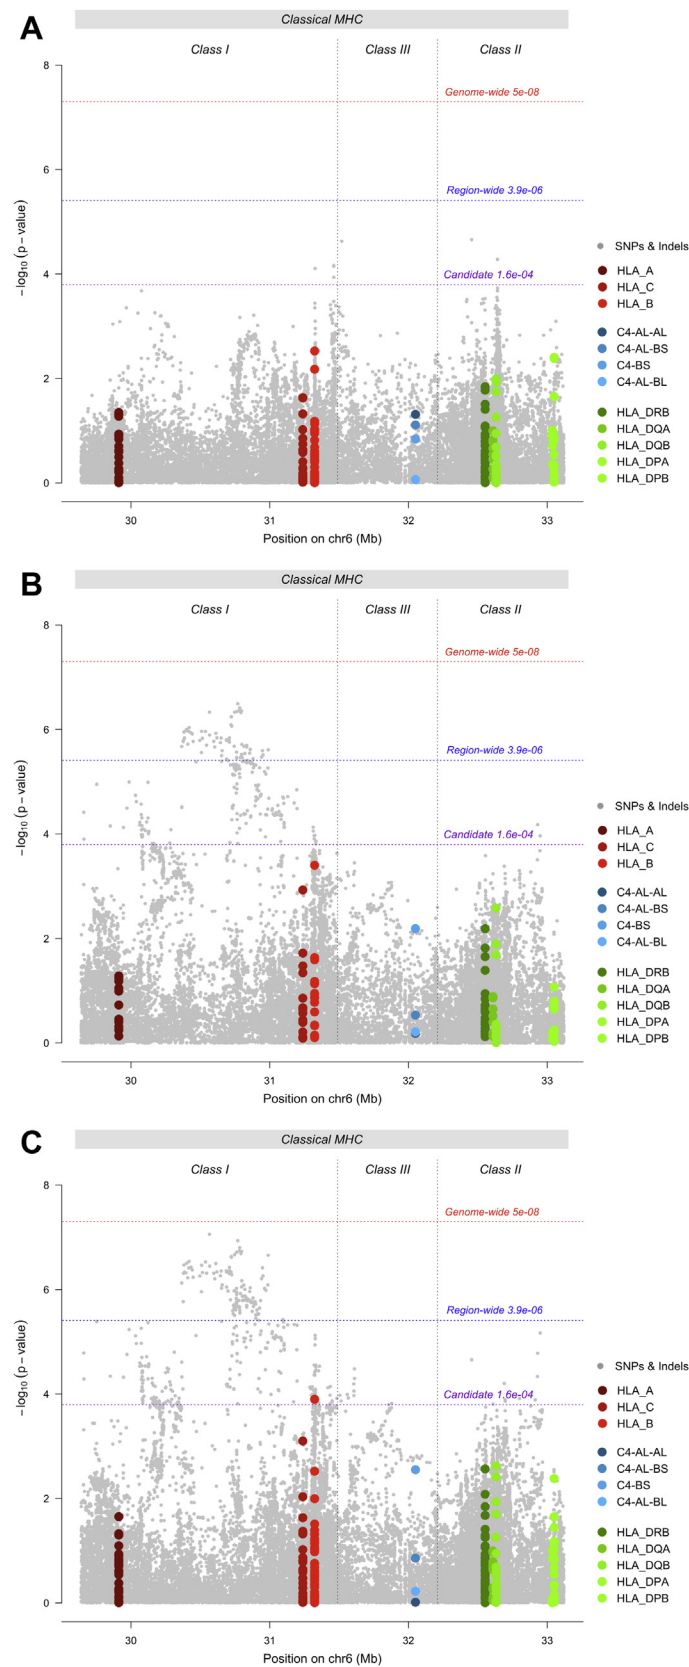 A
Classical MHC
Class I
Class III
Class II
8
6
4
2
0
− log10 (p − value)
Genome-wide 5e-08
Region-wide 3.9e-06
Candidate 1.6e-04
30
31
32
33
Position on chr6 (Mb)
SNPs & Indels
HLA_A
HLA_C
HLA_B
C4-AL-AL
C4-AL-BS
C4-BS
C4-AL-BL
HLA_DRB
HLA_DQA
HLA_DQB
HLA_DPA
HLA_DPB
B
Classical MHC
Class I
Class III
Class II
8
6
4
2
0
− log10 (p − value)
Genome-wide 5e-08
Region-wide 3.9e-06
Candidate 1.6e-04
30
31
32
33
Position on chr6 (Mb)
SNPs & Indels
HLA_A
HLA_C
HLA_B
C4-AL-AL
C4-AL-BS
C4-BS
C4-AL-BL
HLA_DRB
HLA_DQA
HLA_DQB
HLA_DPA
HLA_DPB
C
Classical MHC
Class I
Class III
Class II
8
6
4
2
0
− log10 (p − value)
Genome-wide 5e-08
Region-wide 3.9e-06
Candidate 1.6e-04
30
31
32
33
Position on chr6 (Mb)
SNPs & Indels
HLA_A
HLA_C
HLA_B
C4-AL-AL
C4-AL-BS
C4-BS
C4-AL-BL
HLA_DRB
HLA_DQA
HLA_DQB
HLA_DPA
HLA_DPB